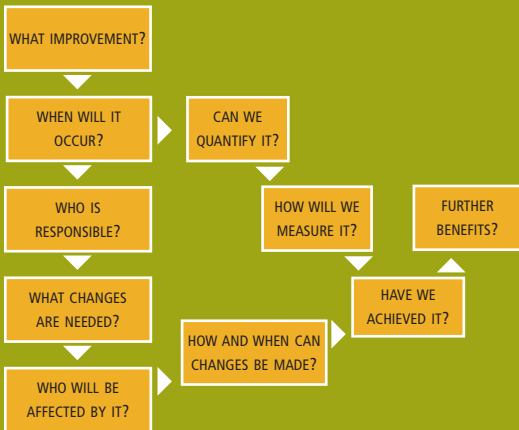 WHAT IMPROVEMENT?
WHEN WILL IT
OCCUR?
CAN WE
QUANTIFY IT?
WHO IS
RESPONSIBLE?
HOW WILL WE
MEASURE IT?
FURTHER
BENEFITS?
WHAT CHANGES
ARE NEEDED?
HAVE WE
ACHIEVED IT?
HOW AND WHEN CAN
CHANGES BE MADE?
WHO WILL BE
AFFECTED BY IT?